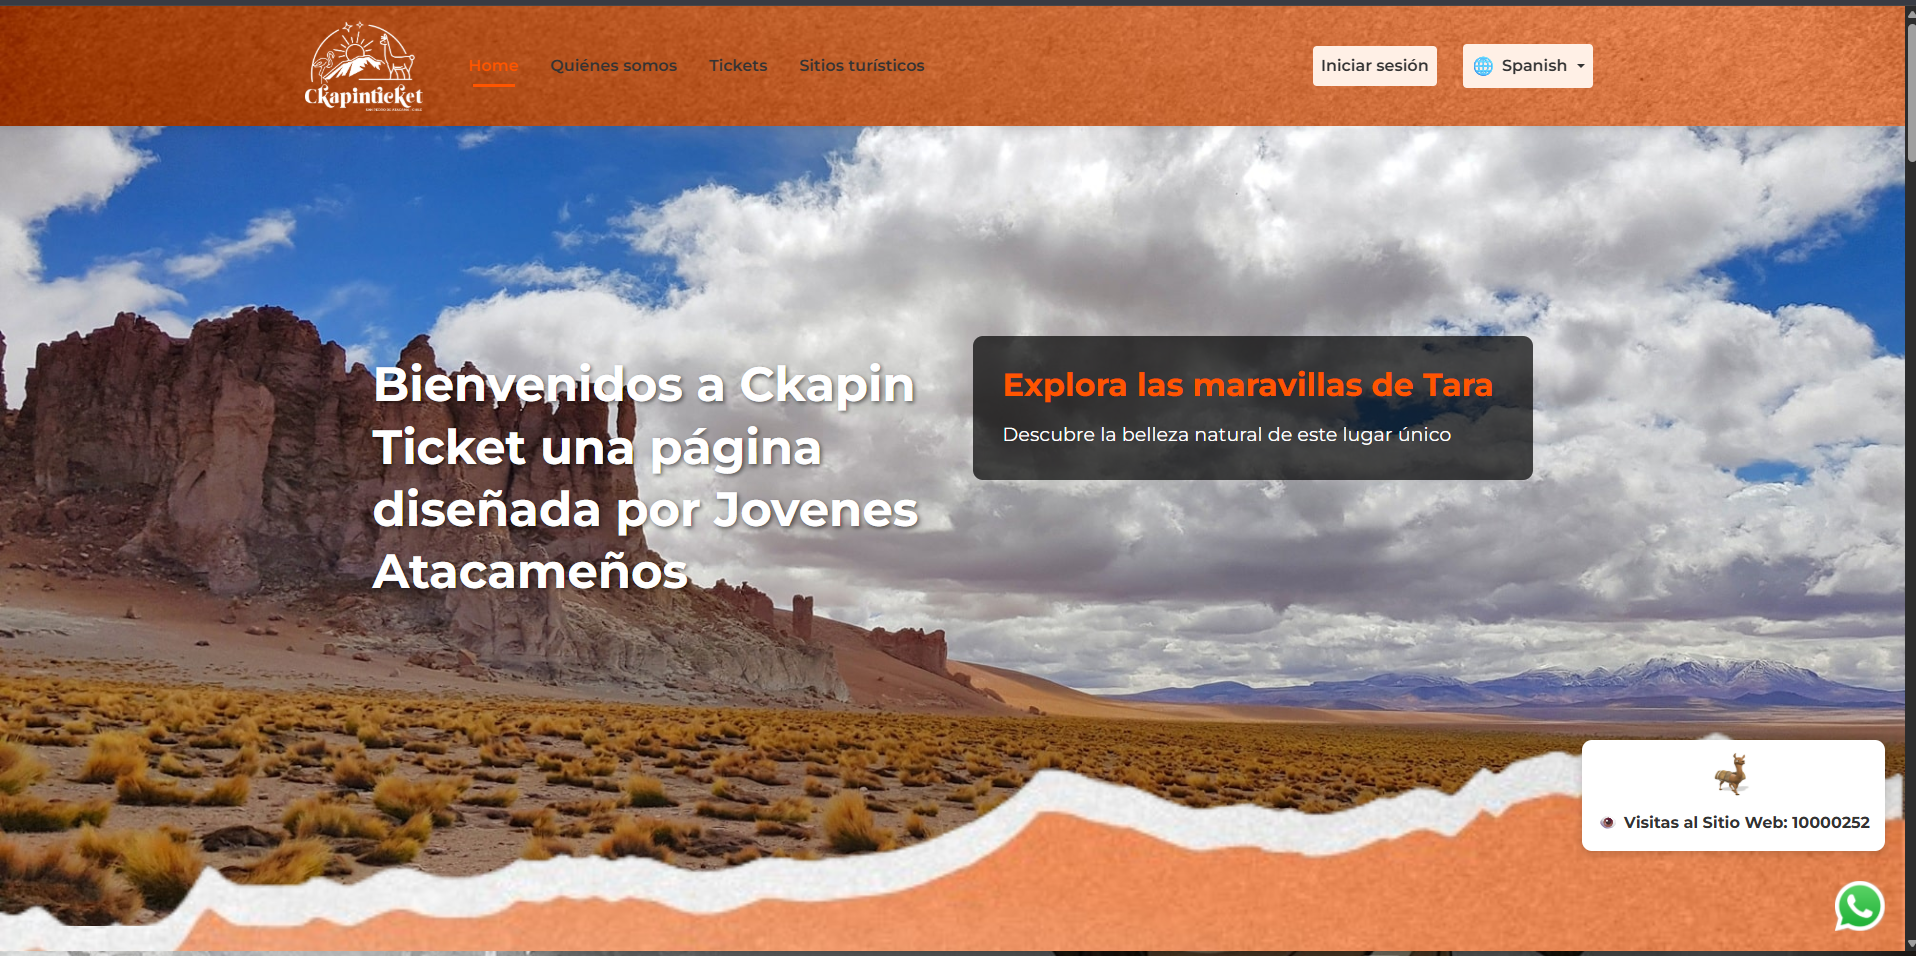 Ckapinticket
Home
Quiénes somos
Tickets
Sitios turísticos
Iniciar sesión
Spanish
Bienvenidos a Ckapin
Ticket una página
diseñada por Jovenes
Atacameños
Explora las maravillas de Tara
Descubre la belleza natural de este lugar único
Visitas al Sitio Web: 10000252